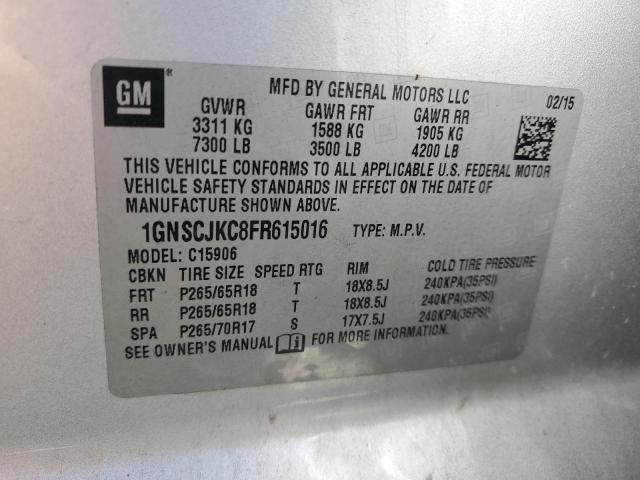 GM ®
MFD BY GENERAL MOTORS LLC 02/15
GVWR GAWR FRT GAWR RR
3311 KG 1588 KG 1905 KG
7300 LB 3500 LB 4200 LB
THIS VEHICLE CONFORMS TO ALL APPLICABLE U.S. FEDERAL MOTOR
VEHICLE SAFETY STANDARDS IN EFFECT ON THE DATE OF
MANUFACTURE SHOWN ABOVE.
1GNSCJKC8FR615016 TYPE: M.P.V.
MODEL: C15906
CBKN TIRE SIZE SPEED RTG RIM COLD TIRE PRESSURE
FRT P265/65R18 T 18X8.5J 240KPA(35PSI)
RR P265/65R18 T 18X8.5J 240KPA(35PSI)
SPA P265/70R17 S 17X7.5J 240KPA(35PSI)
SEE OWNER'S MANUAL i FOR MORE INFORMATION.